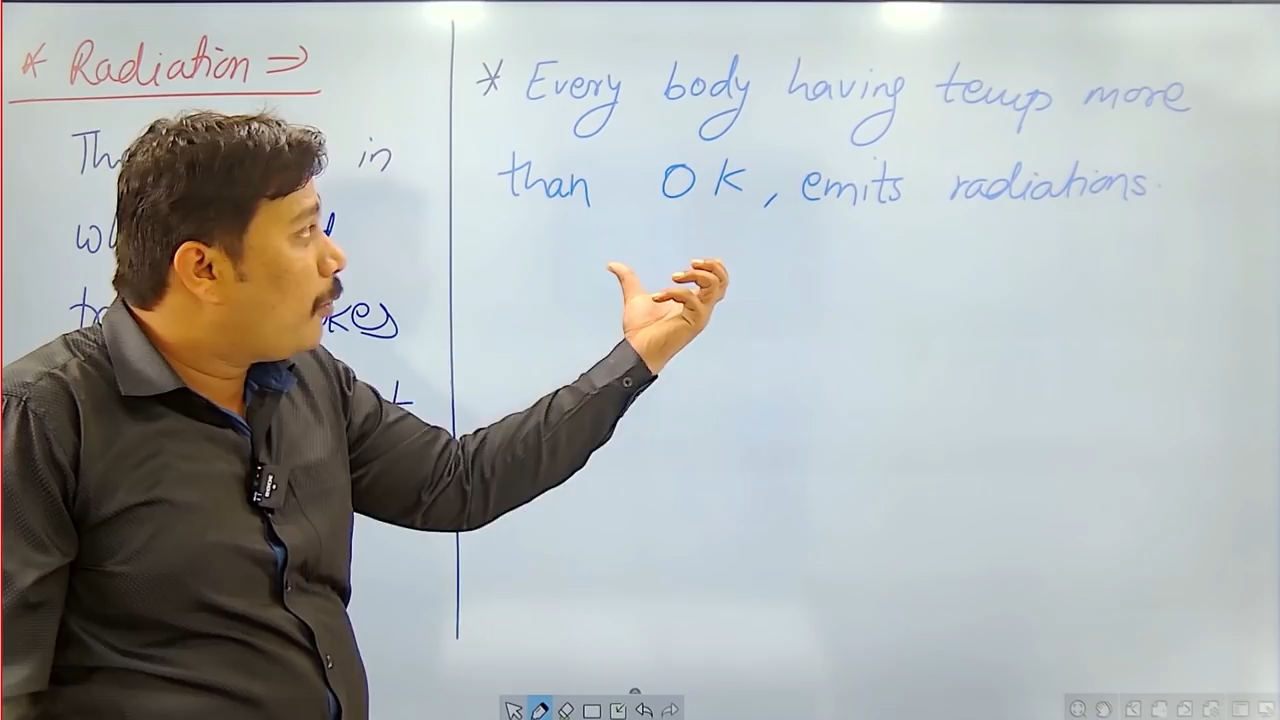 * Radiation ⇒
in
* Every body having temp more
than 0 K, emits radiations.